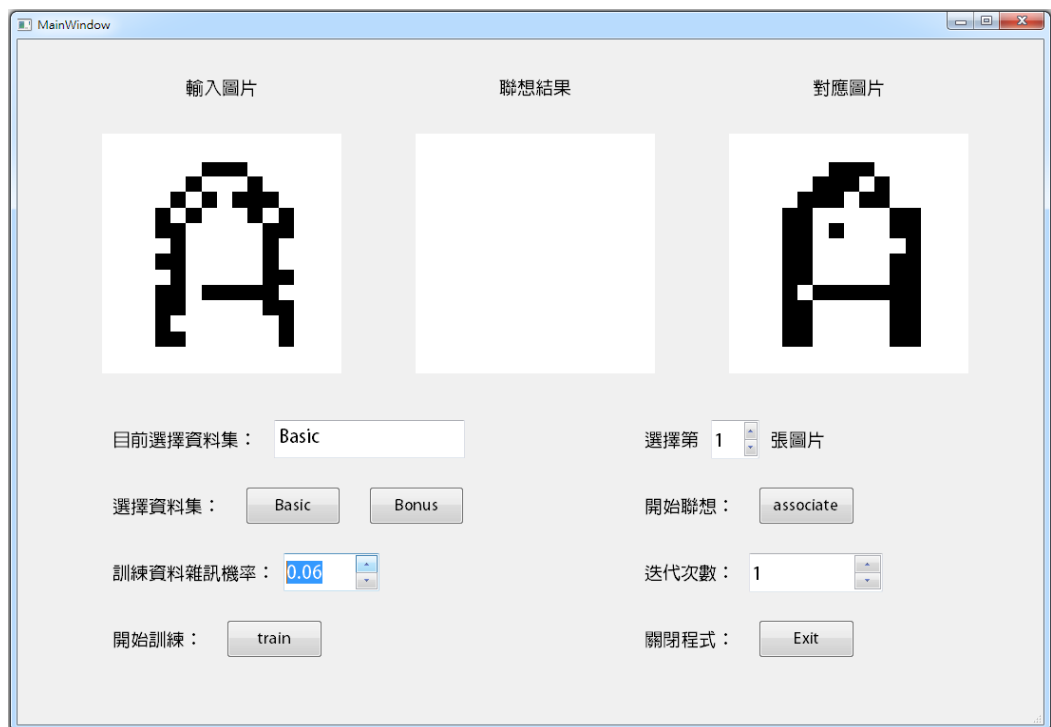 MainWindow
輸入圖片 聯想結果 對應圖片
目前選擇資料集： Basic 選擇第 1 張圖片
選擇資料集： Basic Bonus 開始聯想： associate
訓練資料雜訊機率： 0.06 迭代次數： 1
開始訓練： train 關閉程式： Exit